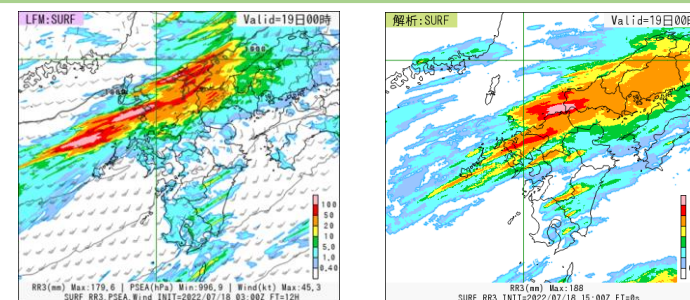 LFM:SURF
Valid=19日00時
1000
100
50
20
10
5.0
1.0
0.40
RR3(mm) Max:179.6 | PSEA(hPa) Min:996.9 | Wind(kt) Max:45.3
SURF RR3,PSEA,Wind INIT=2022/07/18 03:00Z FT=12H
解析:SURF
Valid=19日00時
RR3(mm) Max:188
SURF RR3 INIT=2022/07/18 15:00Z FT=0s